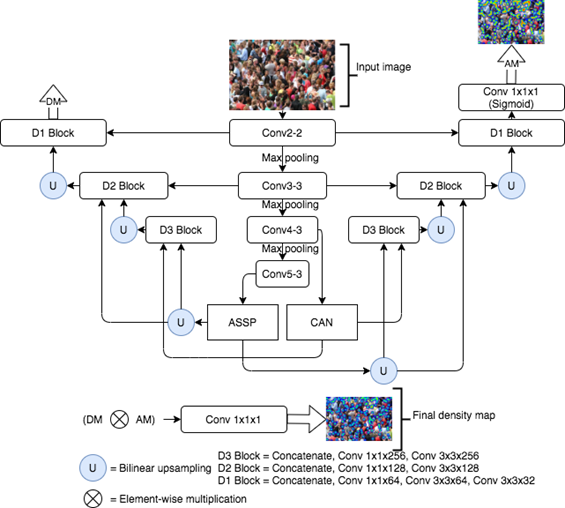 Input image
AM
Conv 1x1x1
(Sigmoid)
DM
D1 Block
Conv2-2
D1 Block
Max pooling
U
D2 Block
Conv3-3
D2 Block
U
Max pooling
U
D3 Block
Conv4-3
D3 Block
U
Max pooling
Conv5-3
U
ASSP
CAN
U
(DM AM)
Conv 1x1x1
Final density map
U
= Bilinear upsampling
D3 Block = Concatenate, Conv 1x1x256, Conv 3x3x256
D2 Block = Concatenate, Conv 1x1x128, Conv 3x3x128
D1 Block = Concatenate, Conv 1x1x64, Conv 3x3x64, Conv 3x3x32
= Element-wise multiplication